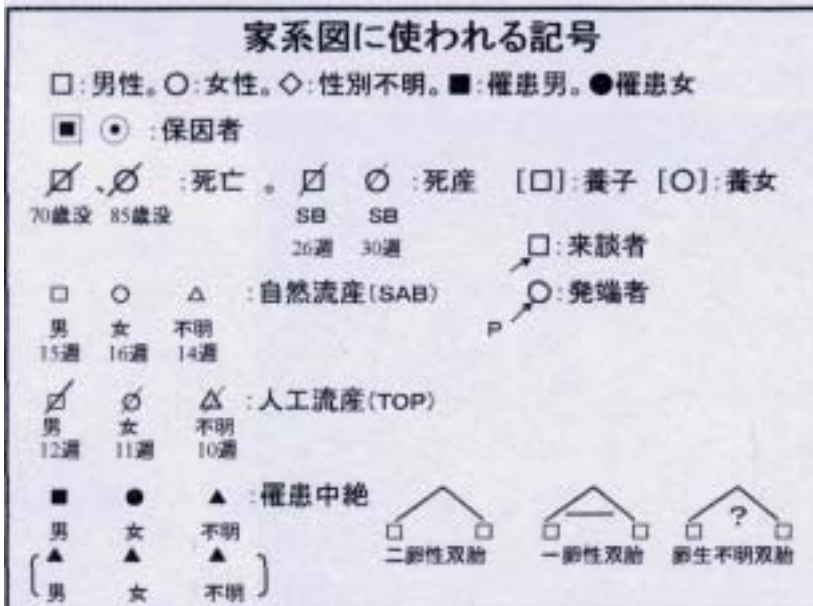 家系図に使われる記号
□:男性。○:女性。◇:性別不明。■:罹患男。●罹患女
:保因者
、 :死亡 。 :死産 [□]:養子 [○]:養女
70歳没 85歳没 SB SB
26週 30週 □:来談者
□ ○ △ :自然流産(SAB) ○:発端者
P
男 女 不明
15週 16週 14週
:人工流産(TOP)
男 女 不明
12週 11週 10週
■ ● ▲ :罹患中絶
男 女 不明
?
二卵性双胎 一卵性双胎 卵生不明双胎
[▲ ▲ ▲]
男 女 不明